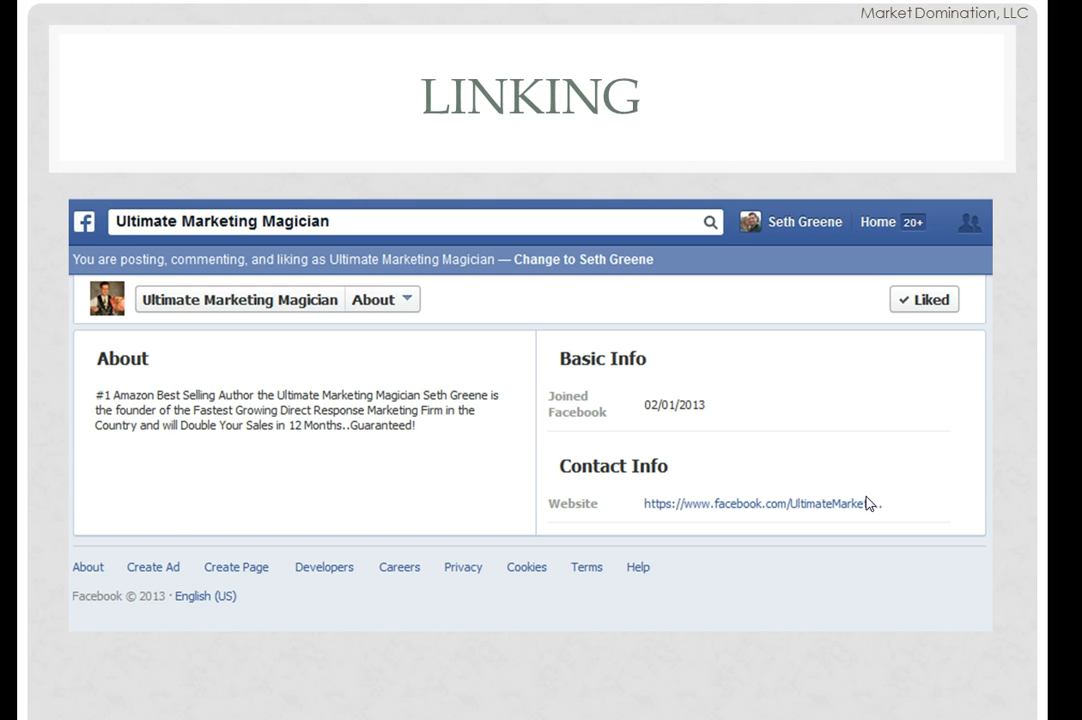 Market Domination, LLC
LINKING
Ultimate Marketing Magician
Seth Greene Home 20+
You are posting, commenting, and liking as Ultimate Marketing Magician — Change to Seth Greene
Ultimate Marketing Magician About
Liked
About
#1 Amazon Best Selling Author the Ultimate Marketing Magician Seth Greene is
the founder of the Fastest Growing Direct Response Marketing Firm in the
Country and will Double Your Sales in 12 Months..Guaranteed!
Basic Info
Joined
Facebook
02/01/2013
Contact Info
Website https://www.facebook.com/UltimateMarket...
About Create Ad Create Page Developers Careers Privacy Cookies Terms Help
Facebook © 2013 · English (US)